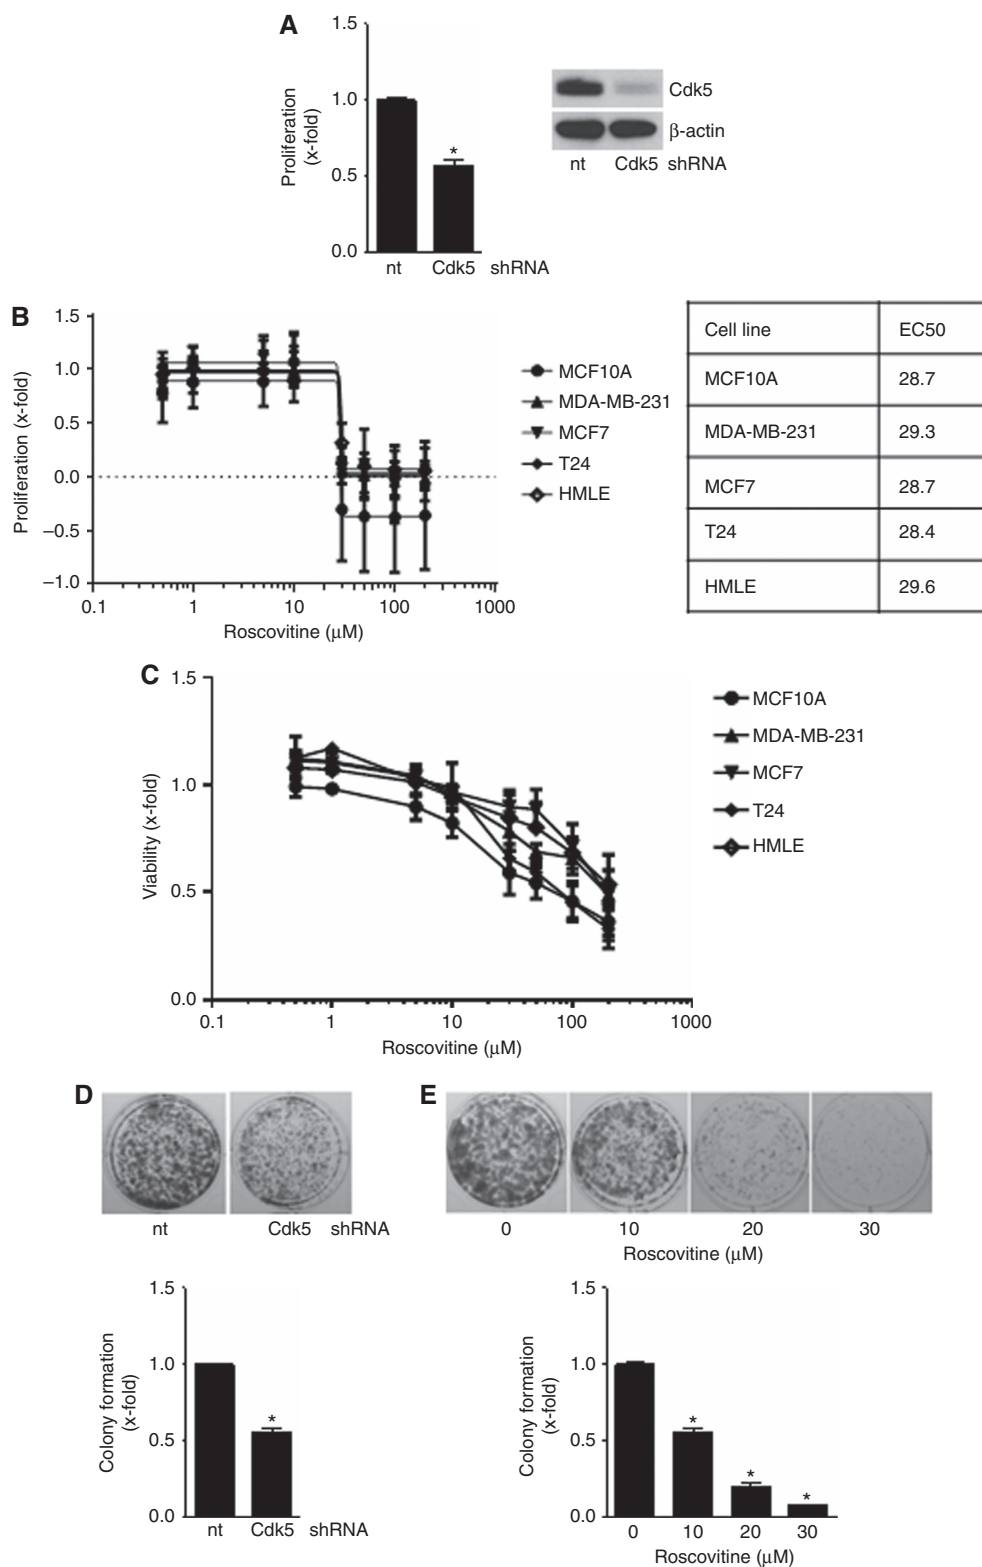 A
1.5
1.0
0.5
0.0
Proliferation
(x-fold)
*
nt Cdk5 shRNA
Cdk5
β-actin
nt Cdk5 shRNA
B
1.5
1.0
0.5
0.0
–0.5
–1.0
Proliferation (x-fold)
0.1 1 10 100 1000
Roscovitine (μM)
MCF10A
MDA-MB-231
MCF7
T24
HMLE
Cell line EC50
MCF10A 28.7
MDA-MB-231 29.3
MCF7 28.7
T24 28.4
HMLE 29.6
C
1.5
1.0
0.5
0.0
Viability (x-fold)
0.1 1 10 100 1000
Roscovitine (μM)
MCF10A
MDA-MB-231
MCF7
T24
HMLE
D
nt Cdk5 shRNA
1.5
1.0
0.5
0.0
Colony formation
(x-fold)
*
nt Cdk5 shRNA
E
0 10 20 30
Roscovitine (μM)
1.5
1.0
0.5
0.0
Colony formation
(x-fold)
* * *
0 10 20 30
Roscovitine (μM)